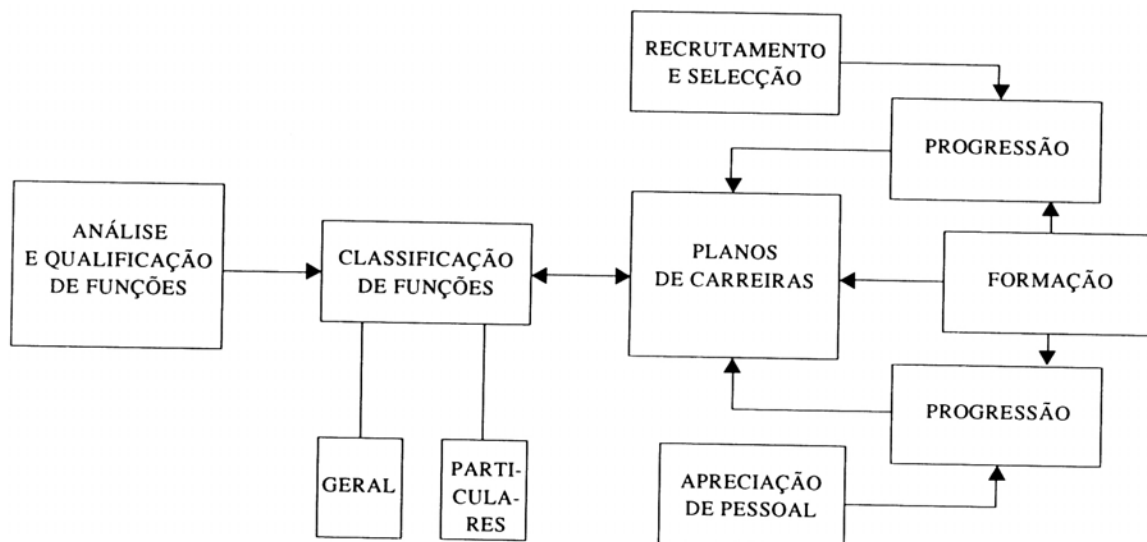 ANÁLISE
E QUALIFICAÇÃO
DE FUNÇÕES
CLASSIFICAÇÃO
DE FUNÇÕES
GERAL
PARTI-
CULA-
RES
PLANOS
DE CARREIRAS
RECRUTAMENTO
E SELECÇÃO
PROGRESSÃO
FORMAÇÃO
PROGRESSÃO
APRECIAÇÃO
DE PESSOAL